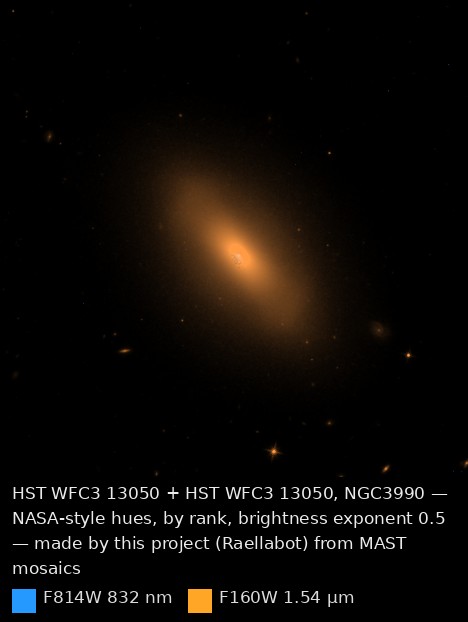 HST WFC3 13050 + HST WFC3 13050, NGC3990 —
NASA-style hues, by rank, brightness exponent 0.5
— made by this project (Raellabot) from MAST
mosaics
F814W 832 nm F160W 1.54 μm